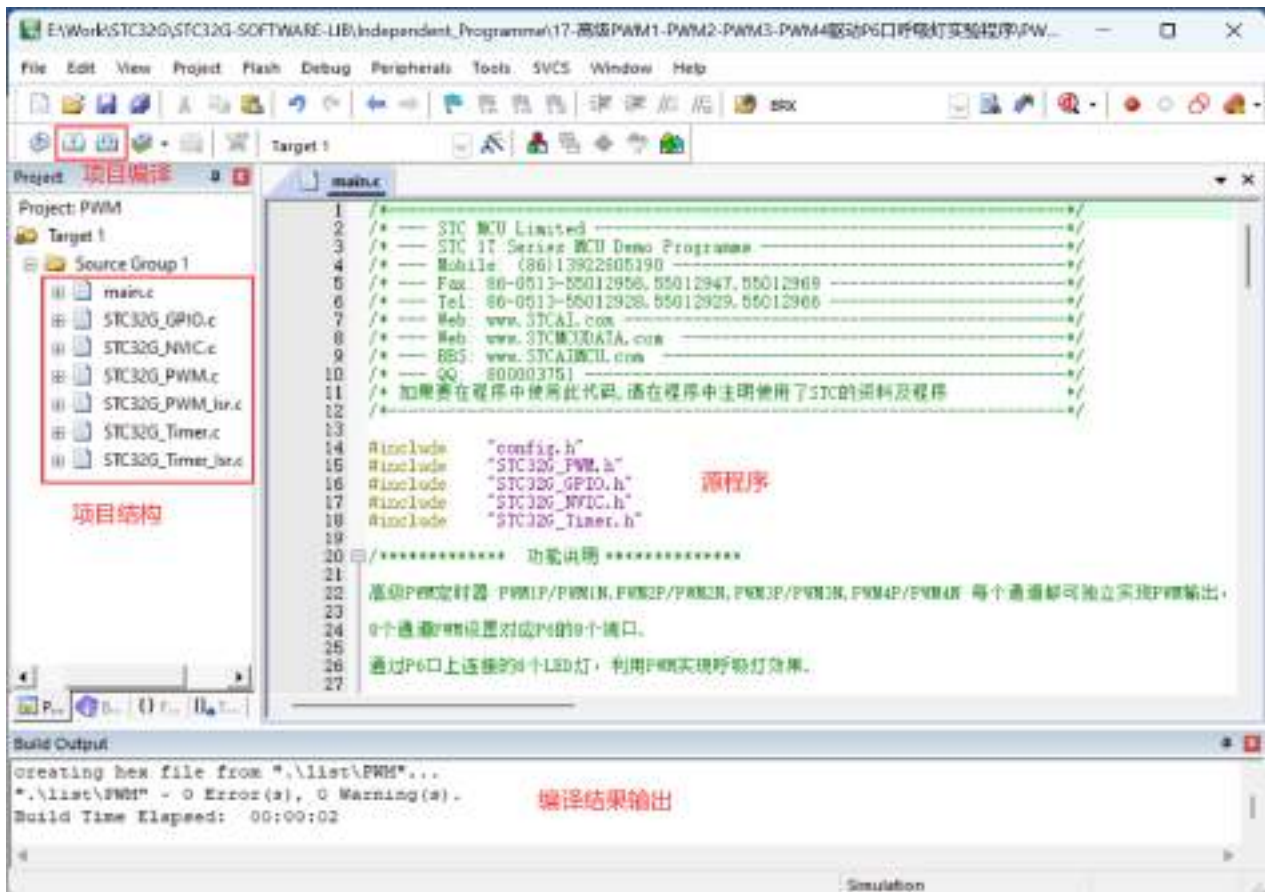 E:\Work\STC32G\STC32G-SOFTWARE-LIB\Independent_Programme\17-高级PWM1-PWM2-PWM3-PWM4驱动P6口呼吸灯实验程序\PW...
File Edit View Project Flash Debug Peripherals Tools SVCS Window Help
BRX
Target 1
Project 项目编译
main.c
Project: PWM
Target 1
Source Group 1
main.c
STC32G_GPIO.c
STC32G_NVIC.c
STC32G_PWM.c
STC32G_PWM_Isr.c
STC32G_Timer.c
STC32G_Timer_Isr.c
项目结构
1 /*---------------------------------------------------------------------*/
2 /* --- STC MCU Limited ------------------------------------------------*/
3 /* --- STC 1T Series MCU Demo Programme -------------------------------*/
4 /* --- Mobile: (86)13922805190 ----------------------------------------*/
5 /* --- Fax: 86-0513-55012956,55012947,55012969 ------------------------*/
6 /* --- Tel: 86-0513-55012928,55012929,55012966 ------------------------*/
7 /* --- Web: www.STCAI.com ---------------------------------------------*/
8 /* --- Web: www.STCMCUDATA.com ---------------------------------------*/
9 /* --- BBS: www.STCAIMCU.com -----------------------------------------*/
10 /* --- QQ: 800003751 -------------------------------------------------*/
11 /* 如果要在程序中使用此代码,请在程序中注明使用了STC的资料及程序 */
12 /*---------------------------------------------------------------------*/
13
14 #include "config.h"
15 #include "STC32G_PWM.h"
16 #include "STC32G_GPIO.h"
17 #include "STC32G_NVIC.h"
18 #include "STC32G_Timer.h"
源程序
19
20 /************* 功能说明 **************
21
22 高级PWM定时器 PWM1P/PWM1N,PWM2P/PWM2N,PWM3P/PWM3N,PWM4P/PWM4N 每个通道都可独立实现PWM输出,
23
24 8个通道PWM设置对应P6的8个端口.
25
26 通过P6口上连接的8个LED灯,利用PWM实现呼吸灯效果.
27
P... B... {} F... T...
Build Output
creating hex file from ".\list\PWM"...
".\list\PWM" - 0 Error(s), 0 Warning(s).
Build Time Elapsed: 00:00:02
编译结果输出
Simulation